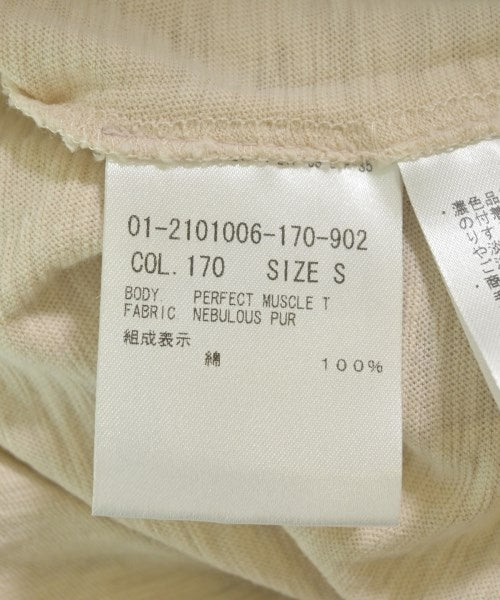 01-2101006-170-902
COL. 170 SIZE S
BODY. PERFECT MUSCLE T
FABRIC NEBULOUS PUR
組成表示
綿 100%